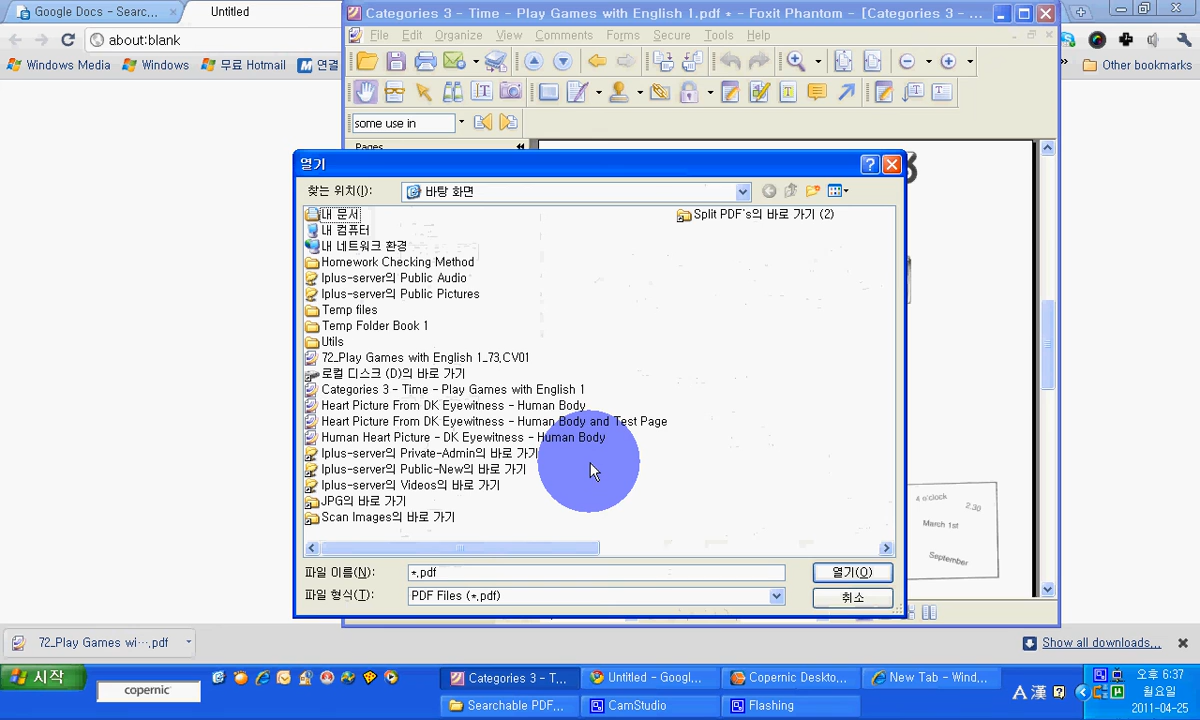 Google Docs - Searc...
Untitled
about:blank
Windows Media
Windows
무료 Hotmail
연결
»
Other bookmarks
Categories 3 - Time - Play Games with English 1.pdf * - Foxit Phantom - [Categories 3 - ...
File Edit Organize View Comments Forms Secure Tools Help
some use in
Pages
열기
찾는 위치(I):
바탕 화면
내 문서
내 컴퓨터
내 네트워크 환경
Homework Checking Method
Iplus-server의 Public Audio
Iplus-server의 Public Pictures
Temp files
Temp Folder Book 1
Utils
72_Play Games with English 1_73,CV01
로컬 디스크 (D)의 바로 가기
Categories 3 - Time - Play Games with English 1
Heart Picture From DK Eyewitness - Human Body
Heart Picture From DK Eyewitness - Human Body and Test Page
Human Heart Picture - DK Eyewitness - Human Body
Iplus-server의 Private-Admin의 바로 가기
Iplus-server의 Public-New의 바로 가기
Iplus-server의 Videos의 바로 가기
JPG의 바로 가기
Scan Images의 바로 가기
Split PDF's의 바로 가기 (2)
파일 이름(N):
*.pdf
열기(O)
파일 형식(T):
PDF Files (*.pdf)
취소
4 o'clock
2.30
March 1st
September
72_Play Games wi···.pdf
Show all downloads...
시작
copernic
Categories 3 - T...
Untitled - Googl...
Copernic Deskto...
New Tab - Wind...
Searchable PDF...
CamStudio
Flashing
A 漢
오후 6:37
월요일
2011-04-25